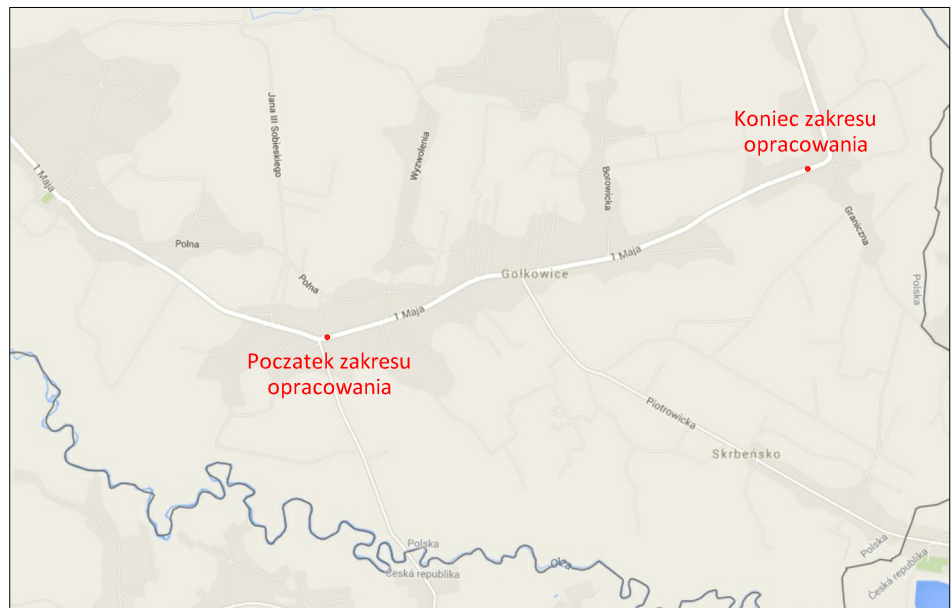 Koniec zakresu
opracowania
Jana III Sobieskiego
Wyzwolenia
Borowicka
1 Maja
Graniczna
Polna
1 Maja
Gołkowice
Polna
Polska
1 Maja
Poczatek zakresu
opracowania
Piotrowicka
Skrbeńsko
Polska
Polska
Olza
Česká republika
Česká republika